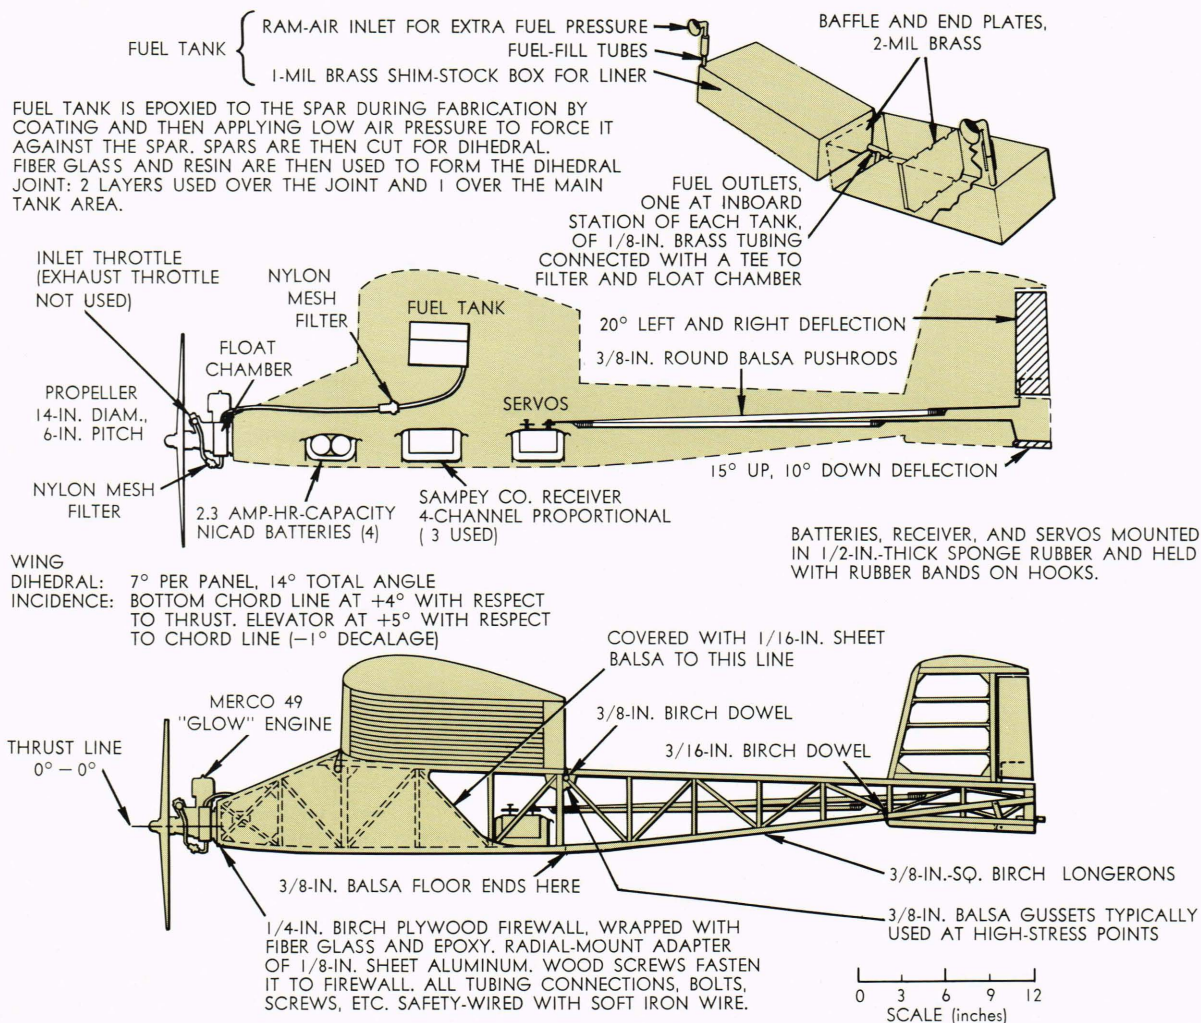 FUEL TANK
RAM-AIR INLET FOR EXTRA FUEL PRESSURE
FUEL-FILL TUBES
1-MIL BRASS SHIM-STOCK BOX FOR LINER
BAFFLE AND END PLATES,
2-MIL BRASS
FUEL TANK IS EPOXIED TO THE SPAR DURING FABRICATION BY
COATING AND THEN APPLYING LOW AIR PRESSURE TO FORCE IT
AGAINST THE SPAR. SPARS ARE THEN CUT FOR DIHEDRAL.
FIBER GLASS AND RESIN ARE THEN USED TO FORM THE DIHEDRAL
JOINT: 2 LAYERS USED OVER THE JOINT AND 1 OVER THE MAIN
TANK AREA.
FUEL OUTLETS,
ONE AT INBOARD
STATION OF EACH TANK,
OF 1/8-IN. BRASS TUBING
CONNECTED WITH A TEE TO
FILTER AND FLOAT CHAMBER
INLET THROTTLE
(EXHAUST THROTTLE
NOT USED)
NYLON
MESH
FILTER
FUEL TANK
20° LEFT AND RIGHT DEFLECTION
3/8-IN. ROUND BALSA PUSHRODS
FLOAT
CHAMBER
PROPELLER
14-IN. DIAM.,
6-IN. PITCH
SERVOS
15° UP, 10° DOWN DEFLECTION
NYLON MESH
FILTER
2.3 AMP-HR-CAPACITY
NICAD BATTERIES (4)
SAMPEY CO. RECEIVER
4-CHANNEL PROPORTIONAL
( 3 USED)
BATTERIES, RECEIVER, AND SERVOS MOUNTED
IN 1/2-IN.-THICK SPONGE RUBBER AND HELD
WITH RUBBER BANDS ON HOOKS.
WING
DIHEDRAL: 7° PER PANEL, 14° TOTAL ANGLE
INCIDENCE: BOTTOM CHORD LINE AT +4° WITH RESPECT
TO THRUST. ELEVATOR AT +5° WITH RESPECT
TO CHORD LINE (−1° DECALAGE)
COVERED WITH 1/16-IN. SHEET
BALSA TO THIS LINE
MERCO 49
"GLOW" ENGINE
3/8-IN. BIRCH DOWEL
3/16-IN. BIRCH DOWEL
THRUST LINE
0° – 0°
3/8-IN. BALSA FLOOR ENDS HERE
3/8-IN.-SQ. BIRCH LONGERONS
3/8-IN. BALSA GUSSETS TYPICALLY
USED AT HIGH-STRESS POINTS
1/4-IN. BIRCH PLYWOOD FIREWALL, WRAPPED WITH
FIBER GLASS AND EPOXY. RADIAL-MOUNT ADAPTER
OF 1/8-IN. SHEET ALUMINUM. WOOD SCREWS FASTEN
IT TO FIREWALL. ALL TUBING CONNECTIONS, BOLTS,
SCREWS, ETC. SAFETY-WIRED WITH SOFT IRON WIRE.
0 3 6 9 12
SCALE (inches)